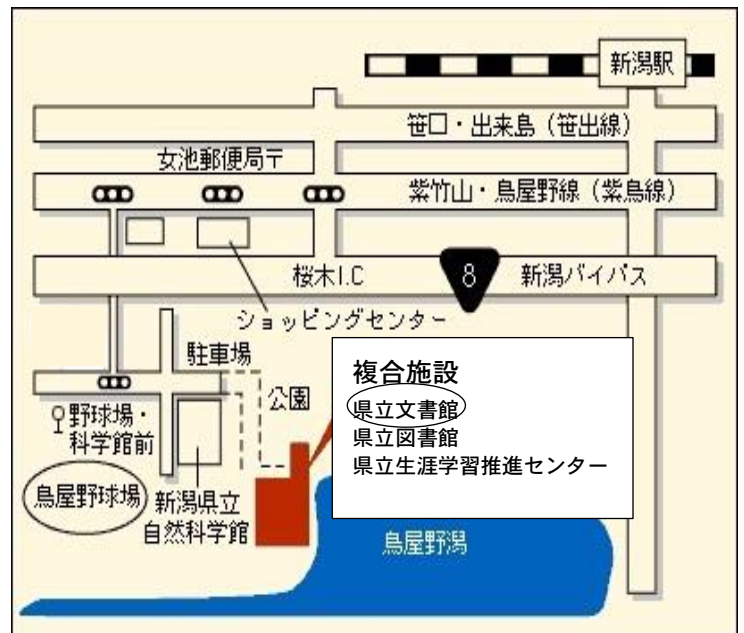 新潟駅
笹口・出来島（笹出線）
女池郵便局〒
紫竹山・鳥屋野線（紫鳥線）
桜木I.C
8
新潟バイパス
ショッピングセンター
駐車場
公園
複合施設
県立文書館
県立図書館
県立生涯学習推進センター
野球場・
科学館前
鳥屋野球場
新潟県立
自然科学館
鳥屋野潟